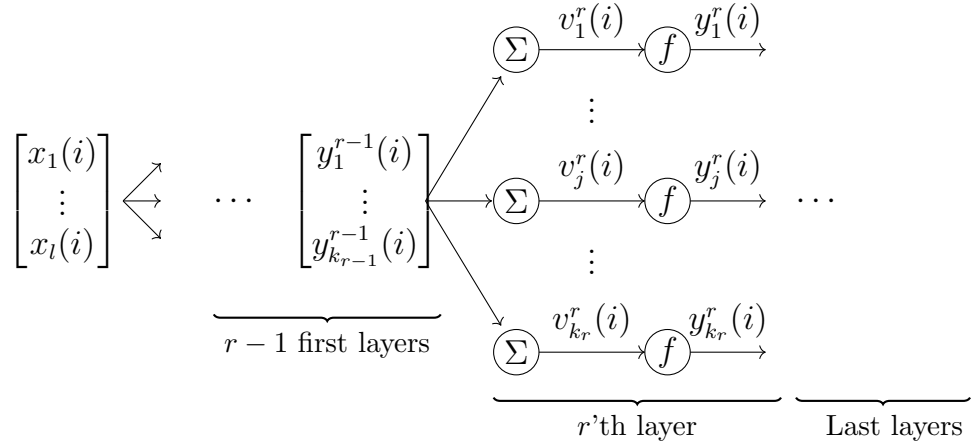 v_1^r(i) y_1^r(i)
Σ f
⋮
x_1(i) y_1^{r-1}(i) v_j^r(i) y_j^r(i)
⋮ ⋯ ⋮ Σ f ⋯
x_l(i) y_{k_{r-1}}^{r-1}(i)
⋮
v_{k_r}^r(i) y_{k_r}^r(i)
r − 1 first layers
Σ f
r'th layer Last layers